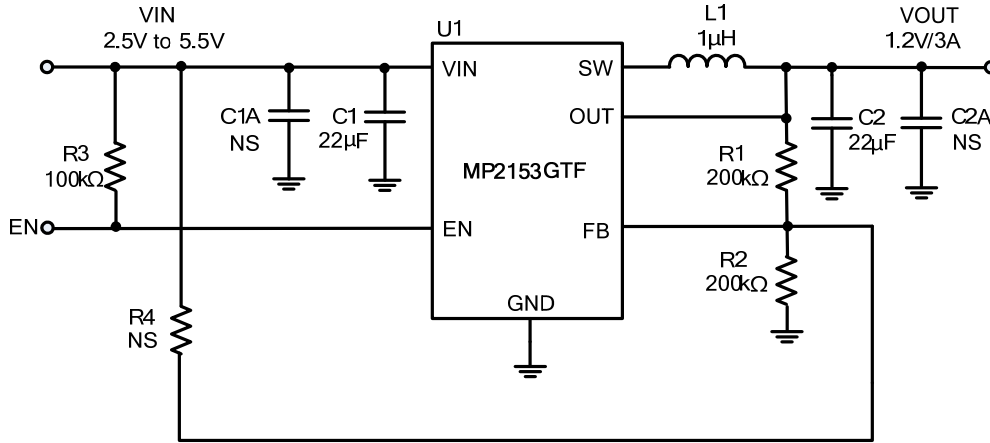 VIN
2.5V to 5.5V
U1
L1
1μH
VOUT
1.2V/3A
VIN
SW
C1A
NS
C1
22μF
OUT
C2
22μF
C2A
NS
R3
100kΩ
MP2153GTF
R1
200kΩ
EN
EN
FB
R2
200kΩ
GND
R4
NS